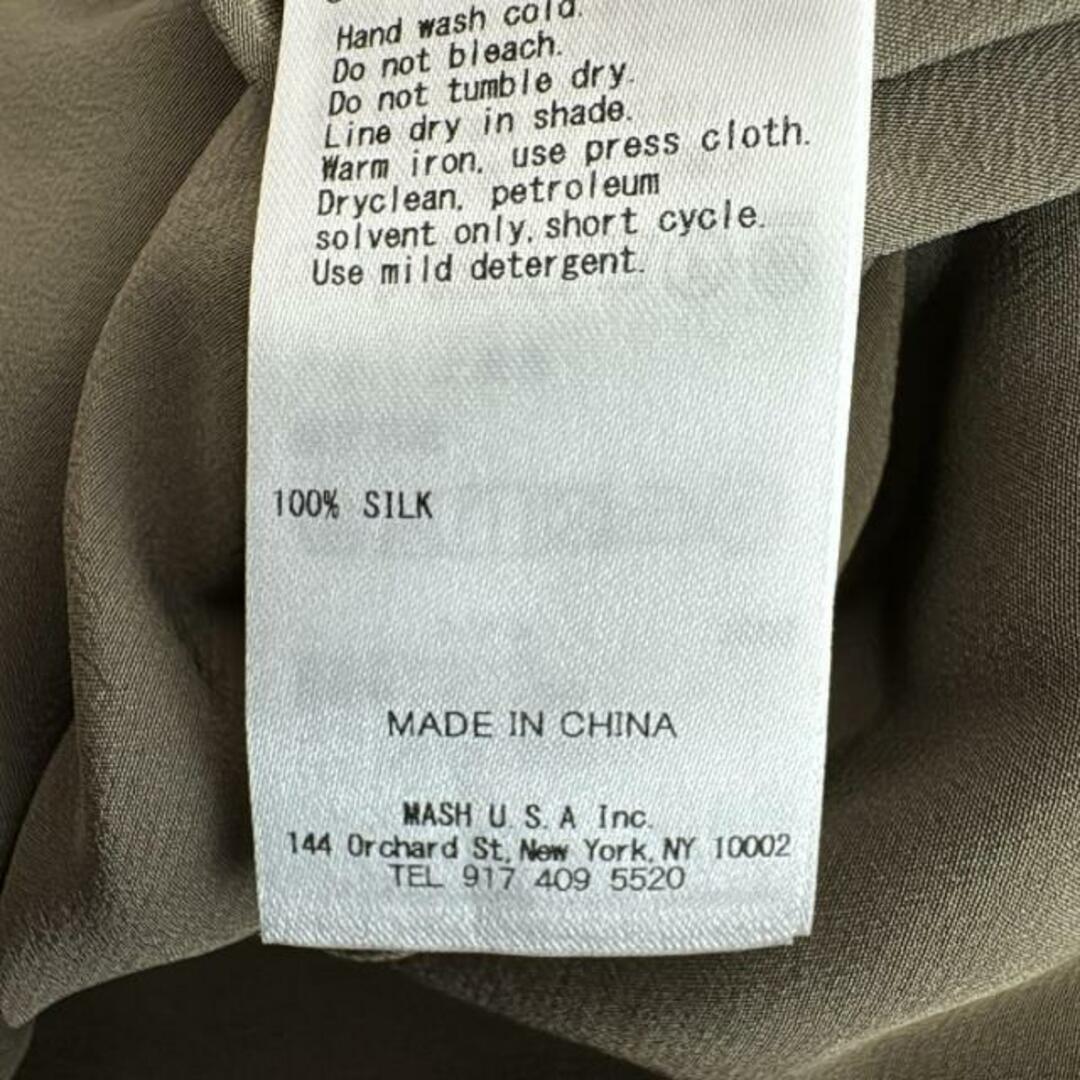 Hand wash cold.
Do not bleach.
Do not tumble dry.
Line dry in shade.
Warm iron, use press cloth.
Dryclean, petroleum
solvent only, short cycle.
Use mild detergent.
100% SILK
MADE IN CHINA
MASH U.S.A Inc.
144 Orchard St, New York, NY 10002
TEL 917 409 5520